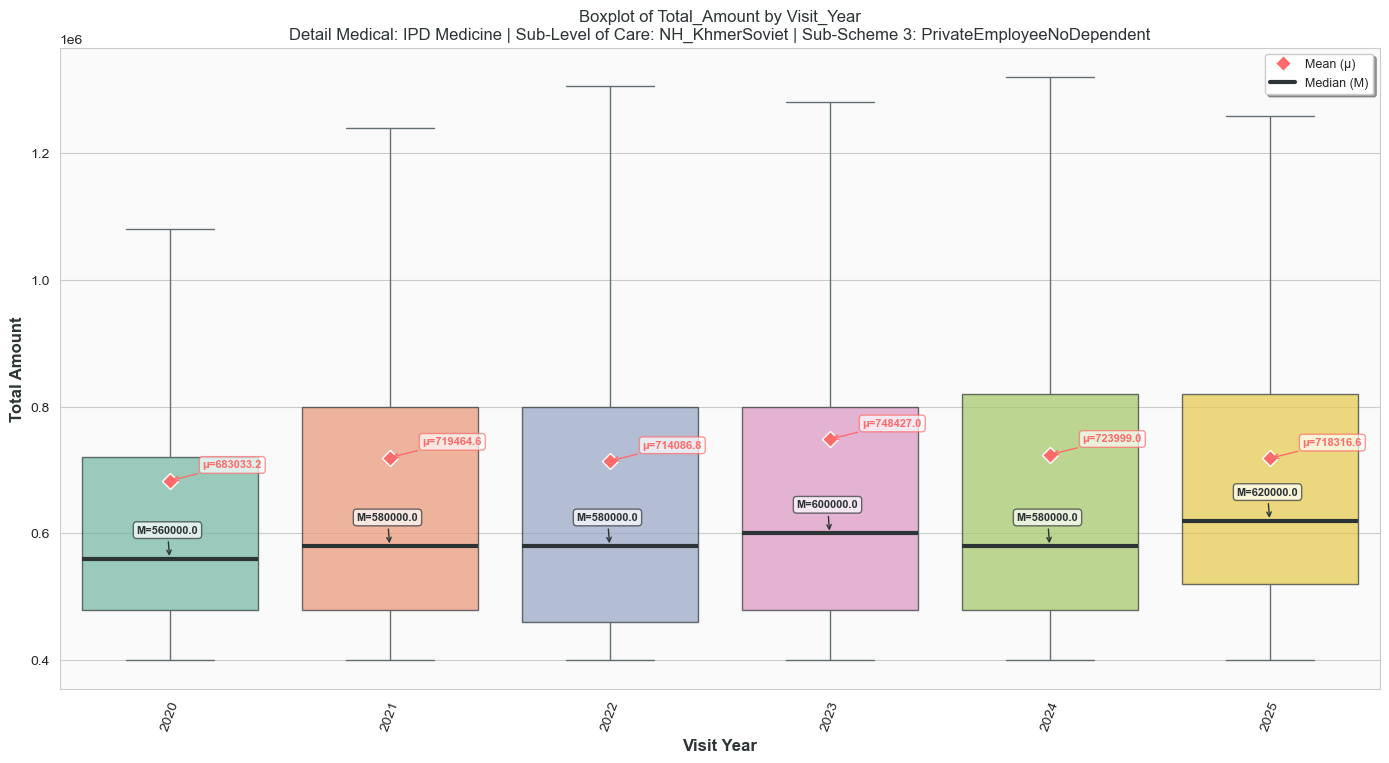 Boxplot of Total_Amount by Visit_Year
Detail Medical: IPD Medicine | Sub-Level of Care: NH_KhmerSoviet | Sub-Scheme 3: PrivateEmployeeNoDependent
1e6
Mean (μ)
Median (M)
1.2
1.0
0.8
0.6
0.4
Total Amount
μ=683033.2
M=560000.0
μ=719464.6
M=580000.0
μ=714086.8
M=580000.0
μ=748427.0
M=600000.0
μ=723999.0
M=580000.0
μ=718316.6
M=620000.0
2020
2021
2022
2023
2024
2025
Visit Year